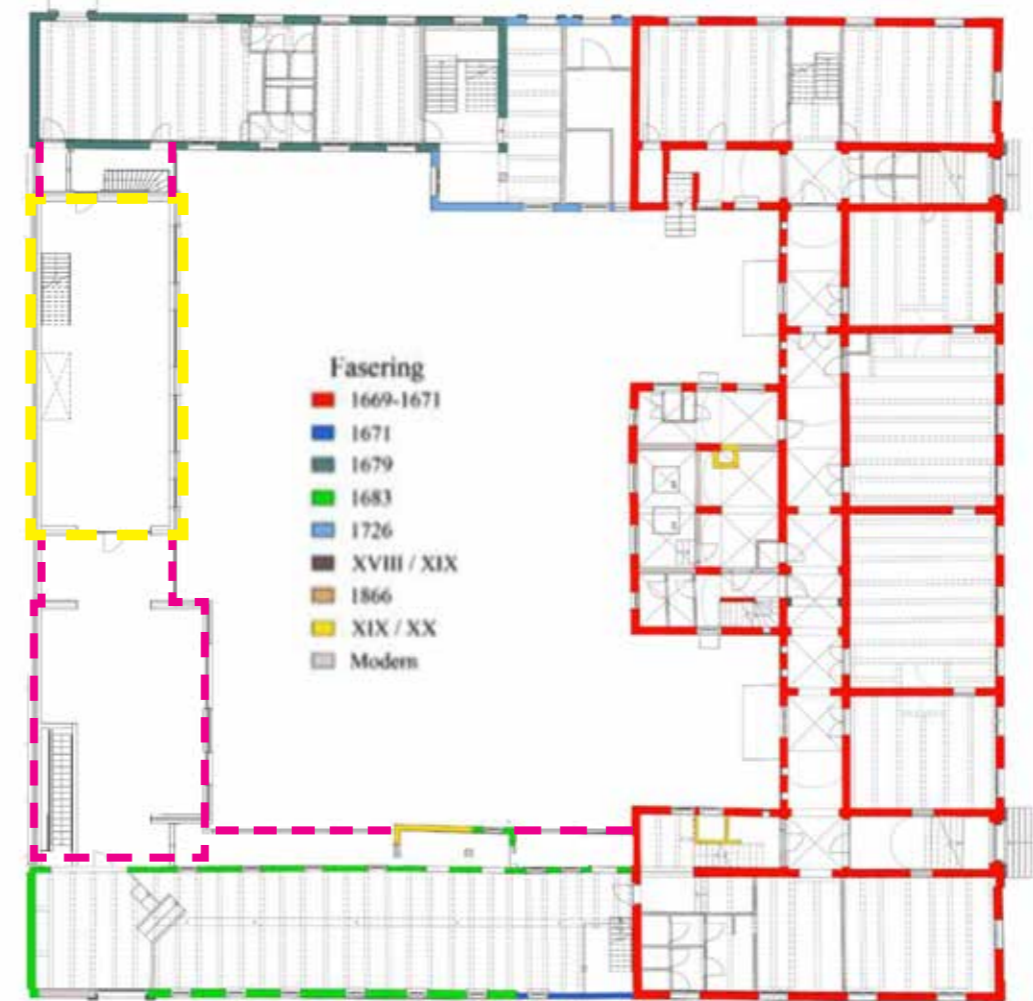 Fasering
1669-1671
1671
1679
1683
1726
XVIII / XIX
1866
XIX / XX
Modern